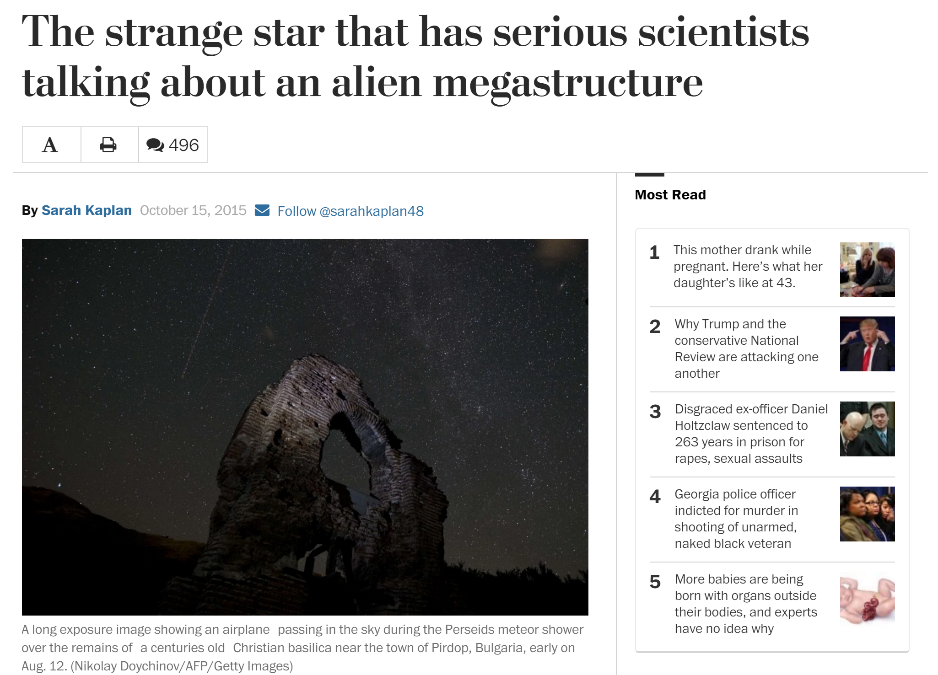 The strange star that has serious scientists
talking about an alien megastructure
A
496
By Sarah Kaplan October 15, 2015 Follow @sarahkaplan48
A long exposure image showing an airplane passing in the sky during the Perseids meteor shower
over the remains of a centuries old Christian basilica near the town of Pirdop, Bulgaria, early on
Aug. 12. (Nikolay Doychinov/AFP/Getty Images)
Most Read
1 This mother drank while
pregnant. Here's what her
daughter's like at 43.
2 Why Trump and the
conservative National
Review are attacking one
another
3 Disgraced ex-officer Daniel
Holtzclaw sentenced to
263 years in prison for
rapes, sexual assaults
4 Georgia police officer
indicted for murder in
shooting of unarmed,
naked black veteran
5 More babies are being
born with organs outside
their bodies, and experts
have no idea why